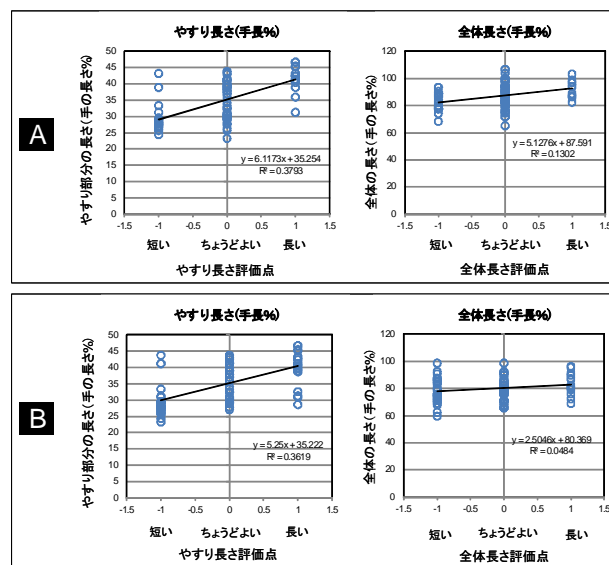 A
やすり長さ(手長%)
やすり部分の長さ(手の長さ%)
50
45
40
35
30
25
20
15
10
5
0
y = 6.1173x + 35.254
R² = 0.3793
-1.5 -1 -0.5 0 0.5 1 1.5
短い ちょうどよい 長い
やすり長さ評価点
全体長さ(手長%)
全体の長さ(手の長さ%)
120
100
80
60
40
20
0
y = 5.1276x + 87.591
R² = 0.1302
-1.5 -1 -0.5 0 0.5 1 1.5
短い ちょうどよい 長い
全体長さ評価点
B
やすり長さ(手長%)
やすり部分の長さ(手の長さ%)
50
45
40
35
30
25
20
15
10
5
0
y = 5.25x + 35.222
R² = 0.3619
-1.5 -1 -0.5 0 0.5 1 1.5
短い ちょうどよい 長い
やすり長さ評価点
全体長さ(手長%)
全体の長さ(手の長さ%)
120
100
80
60
40
20
0
y = 2.5046x + 80.369
R² = 0.0484
-1.5 -1 -0.5 0 0.5 1 1.5
短い ちょうどよい 長い
全体長さ評価点